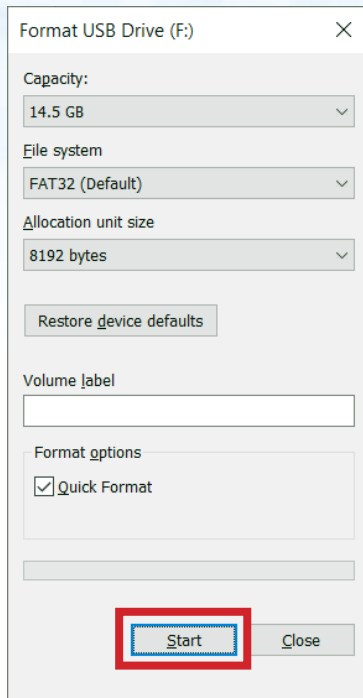 Format USB Drive (F:)
Capacity:
14.5 GB
File system
FAT32 (Default)
Allocation unit size
8192 bytes
Restore device defaults
Volume label
Format options
Quick Format
Start Close